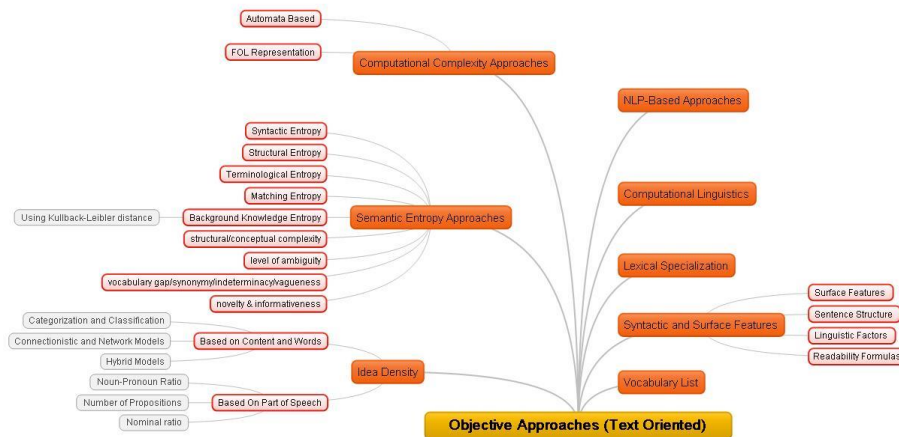 Automata Based
FOL Representation
Computational Complexity Approaches
Syntactic Entropy
Structural Entropy
Terminological Entropy
Matching Entropy
Using Kullback-Leibler distance
Background Knowledge Entropy
structural/conceptual complexity
level of ambiguity
vocabulary gap/synonymy/indeterminacy/vagueness
novelty & informativeness
Semantic Entropy Approaches
Categorization and Classification
Connectionistic and Network Models
Hybrid Models
Based on Content and Words
Noun-Pronoun Ratio
Number of Propositions
Nominal ratio
Based On Part of Speech
Idea Density
NLP-Based Approaches
Computational Linguistics
Lexical Specialization
Syntactic and Surface Features
Surface Features
Sentence Structure
Linguistic Factors
Readability Formulas
Vocabulary List
Objective Approaches (Text Oriented)